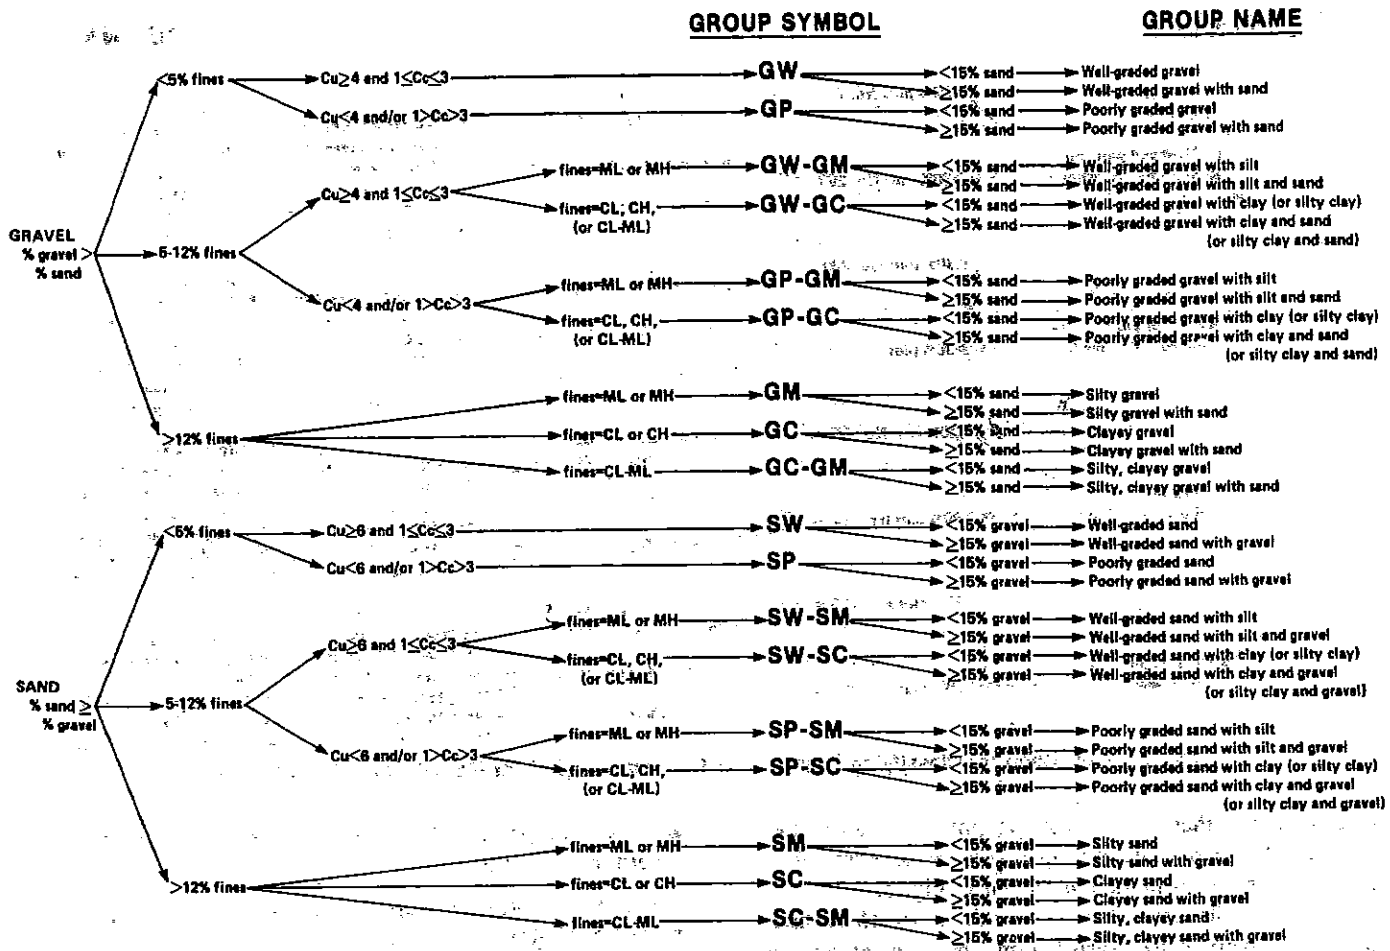 GROUP SYMBOL GROUP NAME
<5% fines Cu≥4 and 1≤Cc≤3 GW <15% sand Well-graded gravel
≥15% sand Well-graded gravel with sand
Cu<4 and/or 1>Cc>3 GP <15% sand Poorly graded gravel
≥15% sand Poorly graded gravel with sand
fines=ML or MH GW-GM <15% sand Well-graded gravel with silt
Cu≥4 and 1≤Cc≤3 ≥15% sand Well-graded gravel with silt and sand
fines=CL, CH, GW-GC <15% sand Well-graded gravel with clay (or silty clay)
(or CL-ML) ≥15% sand Well-graded gravel with clay and sand
(or silty clay and sand)
GRAVEL
% gravel > 5-12% fines
% sand
fines=ML or MH GP-GM <15% sand Poorly graded gravel with silt
Cu<4 and/or 1>Cc>3 ≥15% sand Poorly graded gravel with silt and sand
fines=CL, CH, GP-GC <15% sand Poorly graded gravel with clay (or silty clay)
(or CL-ML) ≥15% sand Poorly graded gravel with clay and sand
(or silty clay and sand)
fines=ML or MH GM <15% sand Silty gravel
≥15% sand Silty gravel with sand
>12% fines fines=CL or CH GC <15% sand Clayey gravel
≥15% sand Clayey gravel with sand
fines=CL-ML GC-GM <15% sand Silty, clayey gravel
≥15% sand Silty, clayey gravel with sand
<5% fines Cu≥6 and 1≤Cc≤3 SW <15% gravel Well-graded sand
≥15% gravel Well-graded sand with gravel
Cu<6 and/or 1>Cc>3 SP <15% gravel Poorly graded sand
≥15% gravel Poorly graded sand with gravel
fines=ML or MH SW-SM <15% gravel Well-graded sand with silt
Cu≥6 and 1≤Cc≤3 ≥15% gravel Well-graded sand with silt and gravel
fines=CL, CH, SW-SC <15% gravel Well-graded sand with clay (or silty clay)
(or CL-ML) ≥15% gravel Well-graded sand with clay and gravel
(or silty clay and gravel)
SAND
% sand ≥ 5-12% fines
% gravel
fines=ML or MH SP-SM <15% gravel Poorly graded sand with silt
Cu<6 and/or 1>Cc>3 ≥15% gravel Poorly graded sand with silt and gravel
fines=CL, CH, SP-SC <15% gravel Poorly graded sand with clay (or silty clay)
(or CL-ML) ≥15% gravel Poorly graded sand with clay and gravel
(or silty clay and gravel)
fines=ML or MH SM <15% gravel Silty sand
≥15% gravel Silty sand with gravel
>12% fines fines=CL or CH SC <15% gravel Clayey sand
≥15% gravel Clayey sand with gravel
fines=CL-ML SC-SM <15% gravel Silty, clayey sand
≥15% gravel Silty, clayey sand with gravel